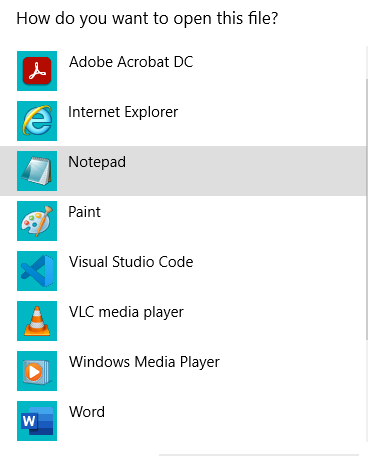 How do you want to open this file?
Adobe Acrobat DC
Internet Explorer
Notepad
Paint
Visual Studio Code
VLC media player
Windows Media Player
W
Word